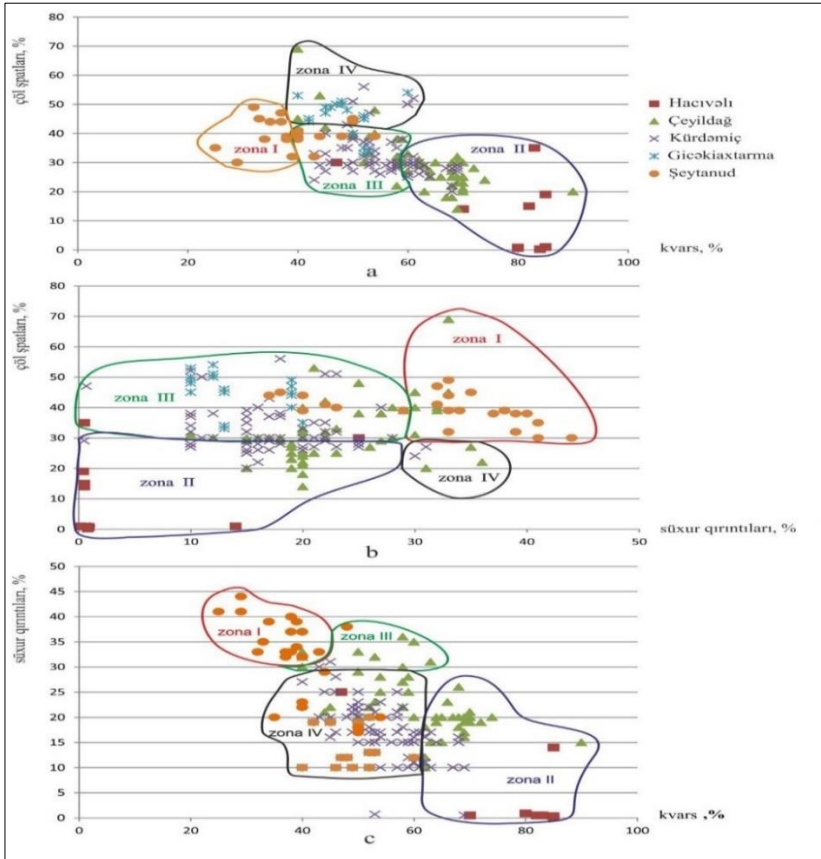 çöl şpatları, %
80
70
60
50
40
30
20
10
0
zona IV
zona I
zona II
zona III
Hacıvəlı
Çeyildağ
Kürdəmiç
Gicəkiaxtarma
Şeytanud
0 20 40 60 80 100
kvars, %
a
çöl şpatları, %
80
70
60
50
40
30
20
10
0
zona I
zona III
zona II
zona IV
0 10 20 30 40 50
süxur qırıntıları, %
b
süxur qırıntıları, %
50
45
40
35
30
25
20
15
10
5
0
zona I
zona III
zona IV
zona II
0 20 40 60 80 100
kvars ,%
c